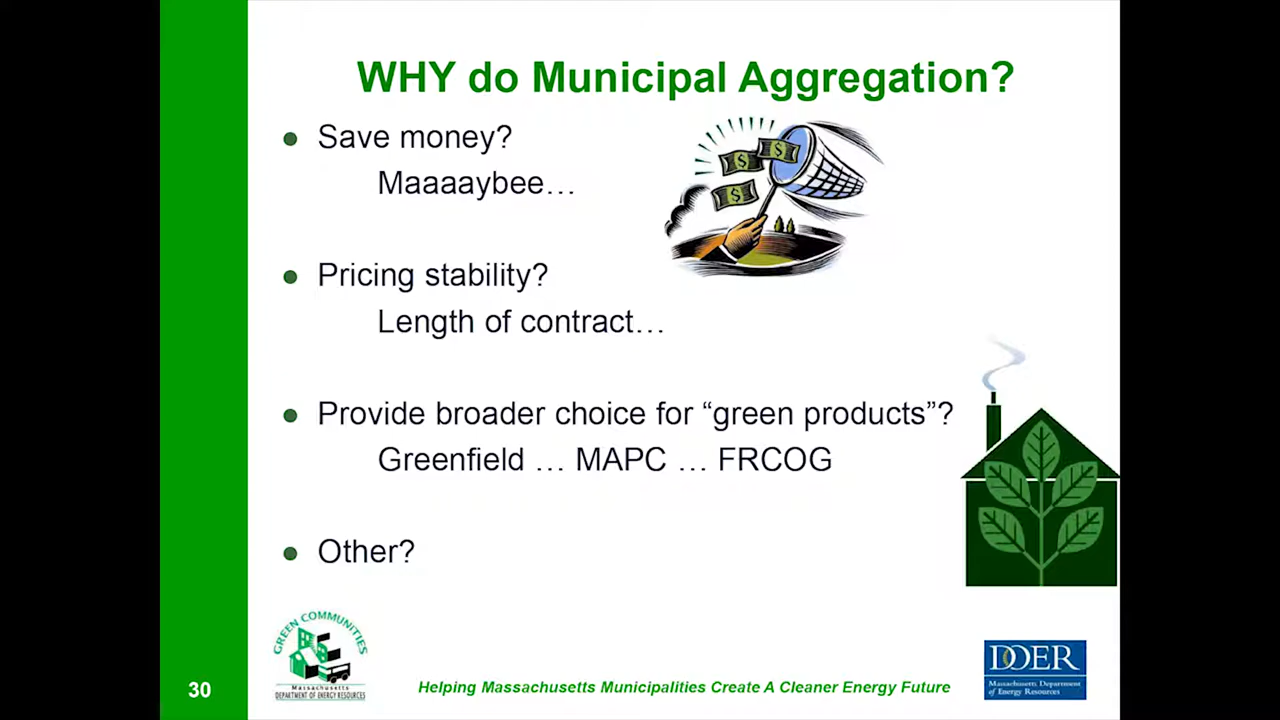 WHY do Municipal Aggregation?
● Save money?
Maaaaybee…
● Pricing stability?
Length of contract…
● Provide broader choice for “green products”?
Greenfield … MAPC … FRCOG
● Other?
GREEN COMMUNITIES
Massachusetts
DEPARTMENT OF ENERGY RESOURCES
30
Helping Massachusetts Municipalities Create A Cleaner Energy Future
DOER
Massachusetts Department
of Energy Resources